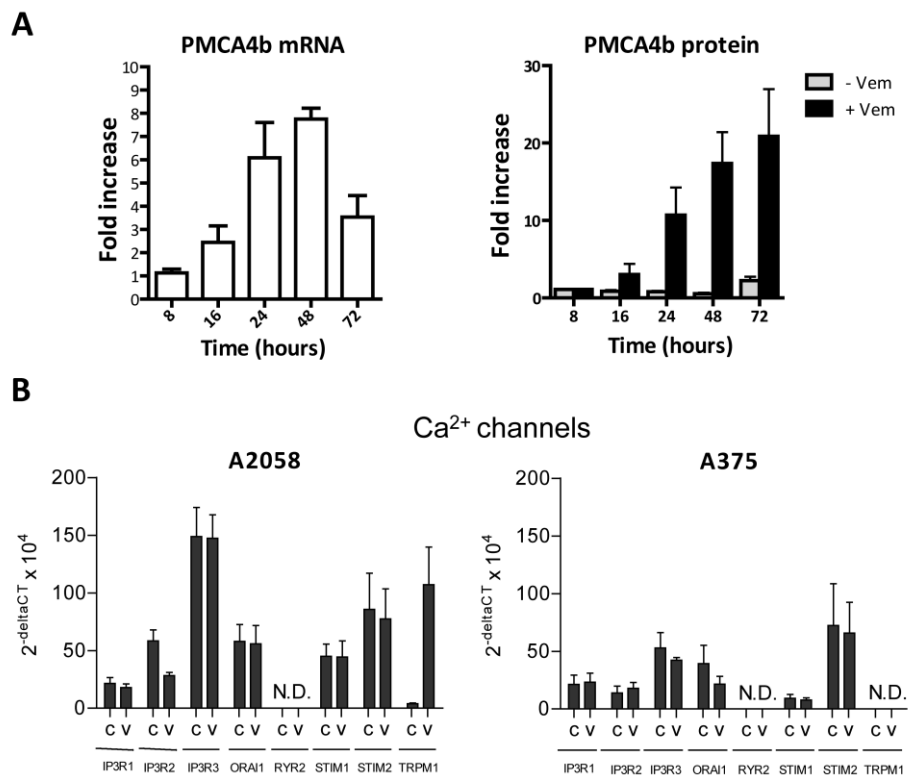 A
PMCA4b mRNA
Fold increase
10
9
8
7
6
5
4
3
2
1
0
8 16 24 48 72
Time (hours)
PMCA4b protein
Fold increase
30
20
10
0
8 16 24 48 72
Time (hours)
- Vem
+ Vem
B
Ca²⁺ channels
A2058
2^-deltaCT x 10⁴
200
150
100
50
0
N.D.
C V C V C V C V C V C V C V C V
IP3R1 IP3R2 IP3R3 ORAI1 RYR2 STIM1 STIM2 TRPM1
A375
2^-deltaCT x 10⁴
200
150
100
50
0
N.D. N.D.
C V C V C V C V C V C V C V C V
IP3R1 IP3R2 IP3R3 ORAI1 RYR2 STIM1 STIM2 TRPM1